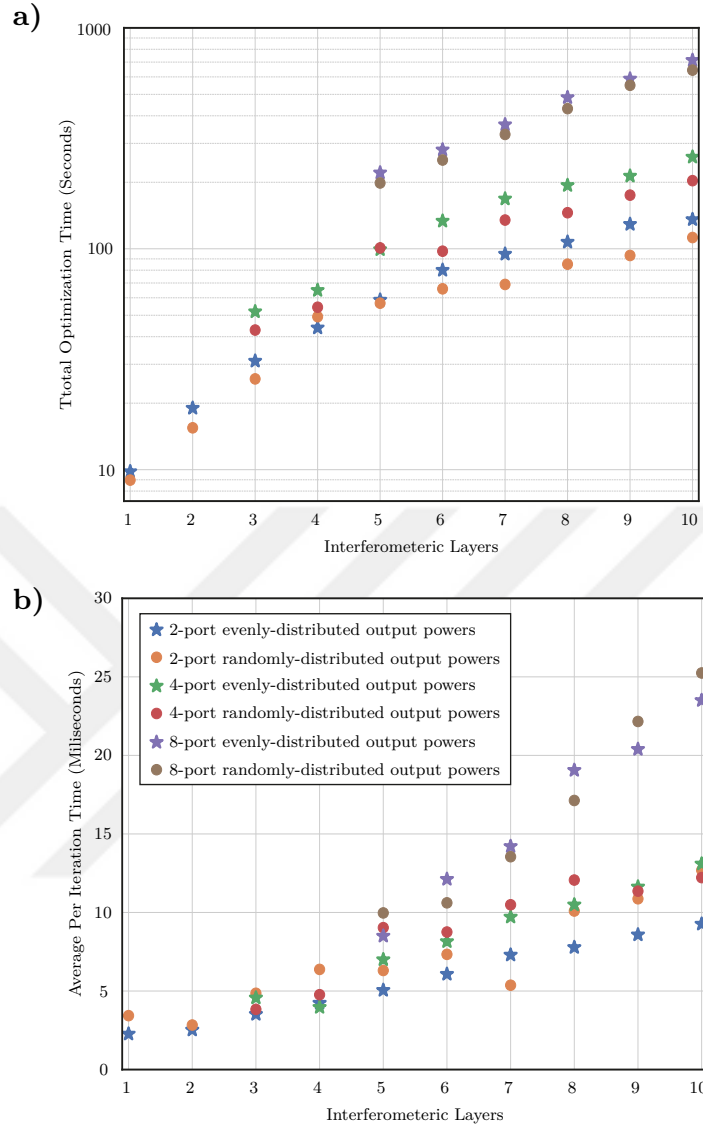 a)
1000
100
10
Ttotal Optimization Time (Seconds)
1 2 3 4 5 6 7 8 9 10
Interferometeric Layers
b)
30
25
20
15
10
5
0
Average Per Iteration Time (Miliseconds)
2-port evenly-distributed output powers
2-port randomly-distributed output powers
4-port evenly-distributed output powers
4-port randomly-distributed output powers
8-port evenly-distributed output powers
8-port randomly-distributed output powers
1 2 3 4 5 6 7 8 9 10
Interferometeric Layers